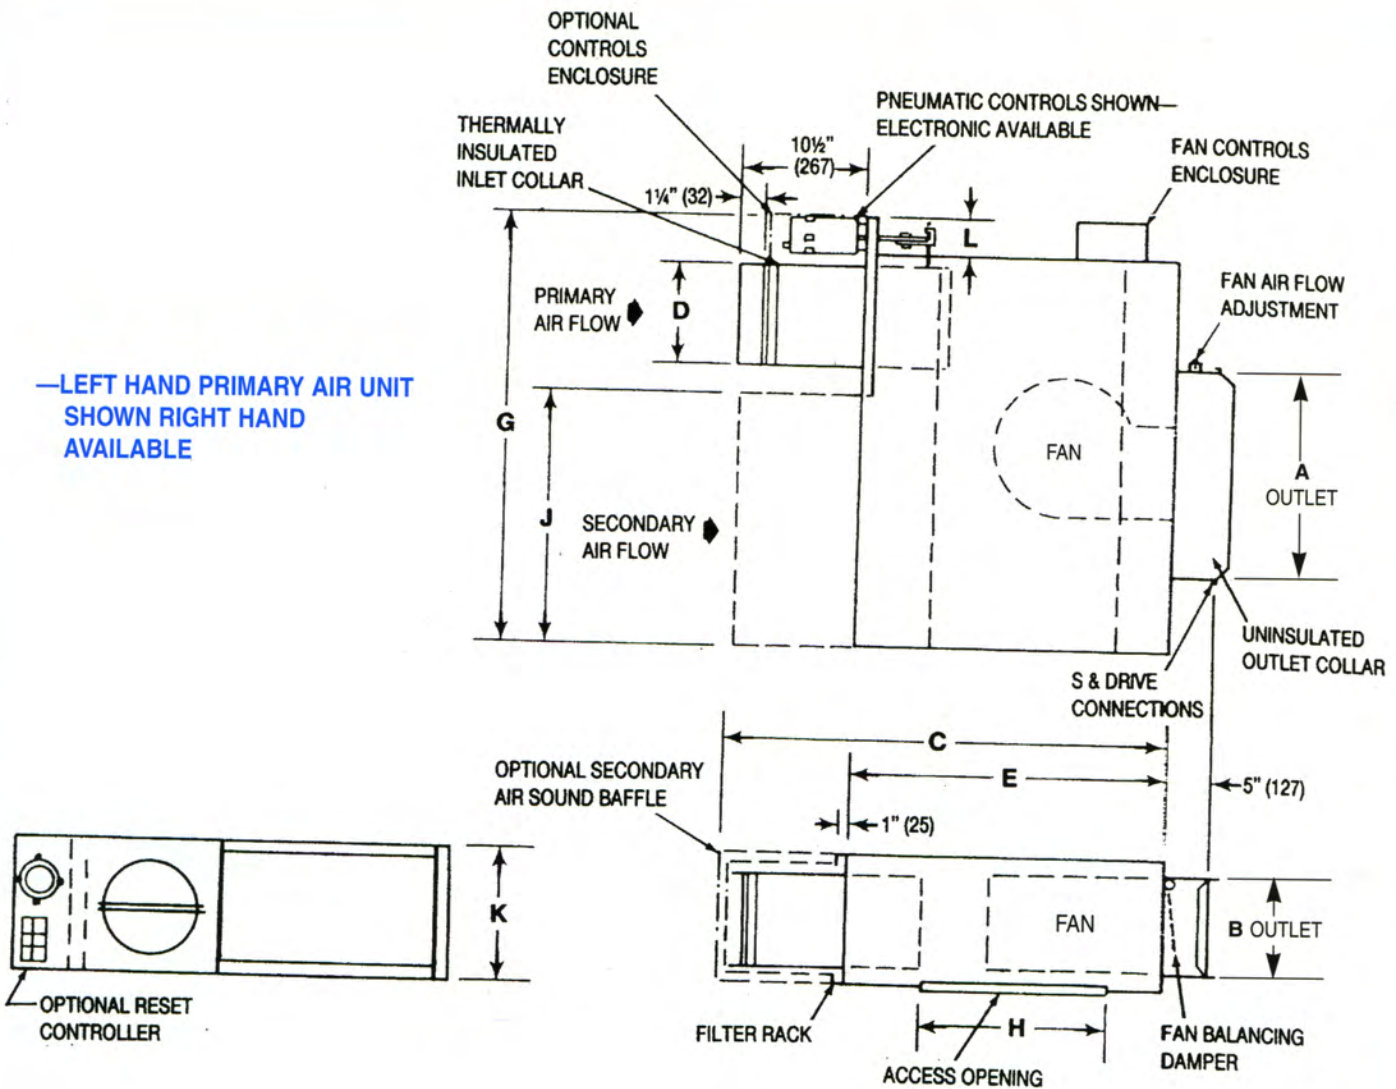 OPTIONAL
CONTROLS
ENCLOSURE
PNEUMATIC CONTROLS SHOWN—
ELECTRONIC AVAILABLE
THERMALLY
INSULATED
INLET COLLAR
10½"
(267)
FAN CONTROLS
ENCLOSURE
1¼" (32)
L
PRIMARY
AIR FLOW
D
FAN AIR FLOW
ADJUSTMENT
—LEFT HAND PRIMARY AIR UNIT
SHOWN RIGHT HAND
AVAILABLE
G
FAN
A
OUTLET
J
SECONDARY
AIR FLOW
UNINSULATED
OUTLET COLLAR
S & DRIVE
CONNECTIONS
C
OPTIONAL SECONDARY
AIR SOUND BAFFLE
E
5" (127)
1" (25)
K
FAN
B OUTLET
OPTIONAL RESET
CONTROLLER
FILTER RACK
H
ACCESS OPENING
FAN BALANCING
DAMPER